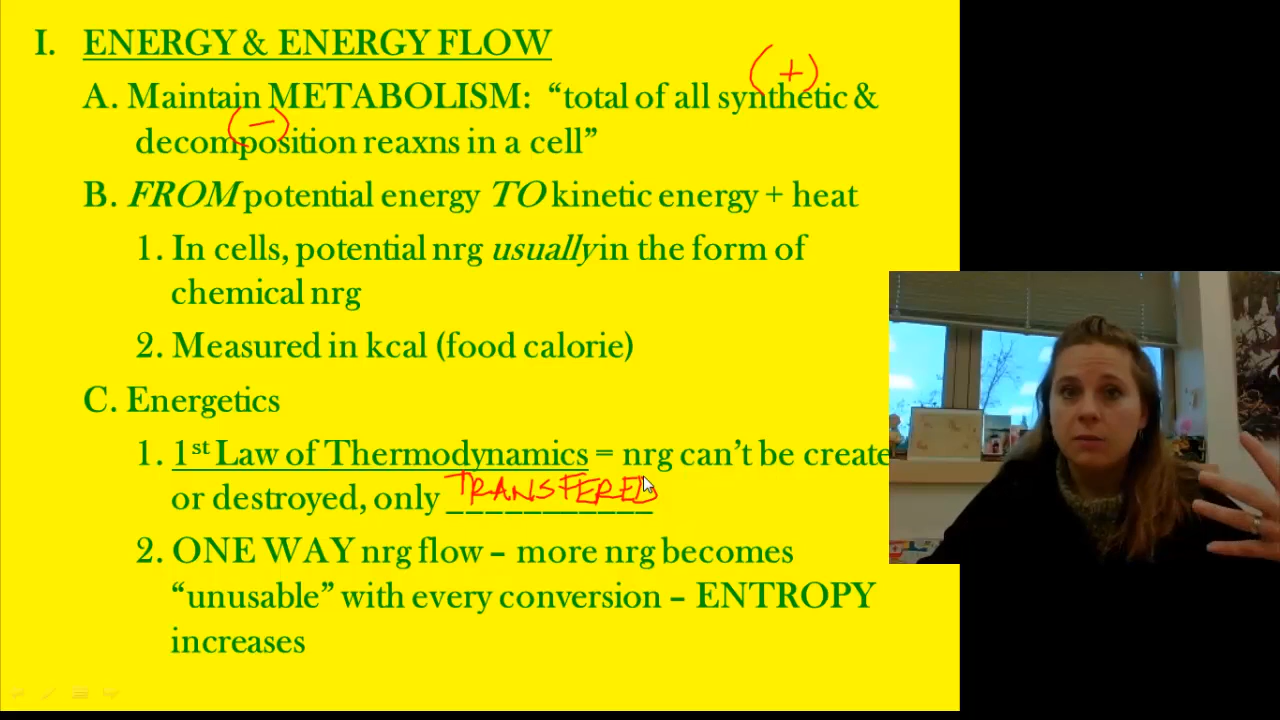 I. ENERGY & ENERGY FLOW
(+)
A. Maintain METABOLISM: “total of all synthetic &
(−)
decomposition reaxns in a cell”
B. FROM potential energy TO kinetic energy + heat
1. In cells, potential nrg usually in the form of
chemical nrg
2. Measured in kcal (food calorie)
C. Energetics
1. 1st Law of Thermodynamics = nrg can’t be create
or destroyed, only TRANSFERED
2. ONE WAY nrg flow – more nrg becomes
“unusable” with every conversion – ENTROPY
increases